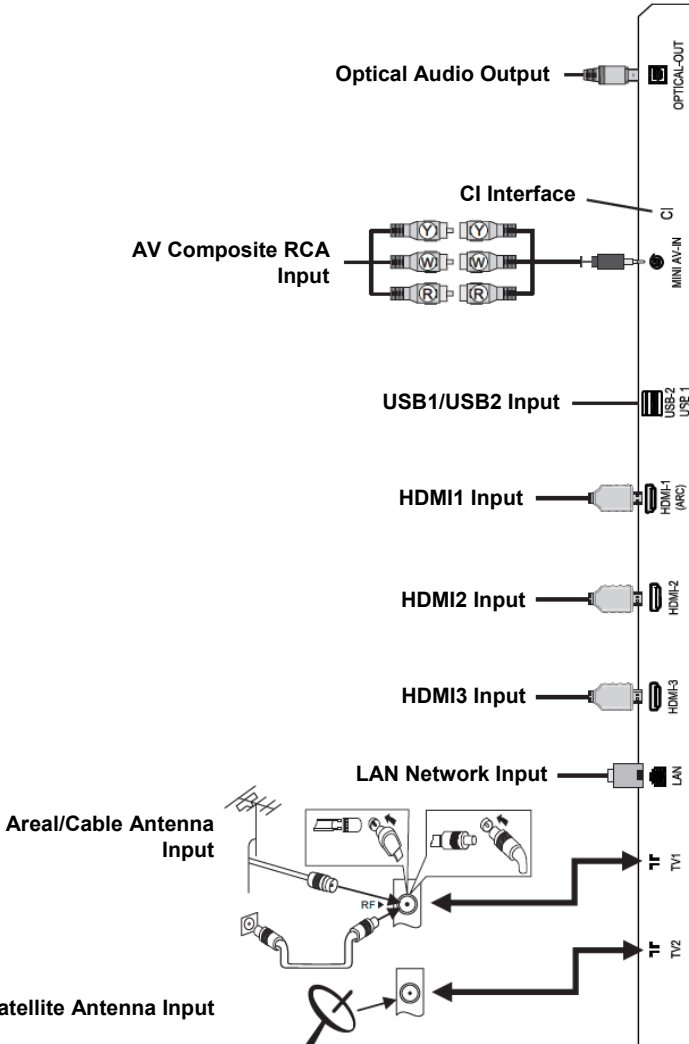 Optical Audio Output
OPTICAL-OUT
CI Interface
CI
AV Composite RCA
Input
Y Y
W W
R R
MINI AV-IN
USB1/USB2 Input
USB-2
USB 1
HDMI1 Input
HDMI-1
(ARC)
HDMI2 Input
HDMI-2
HDMI3 Input
HDMI-3
LAN Network Input
LAN
Areal/Cable Antenna
Input
RF
TV1
TV2
atellite Antenna Input